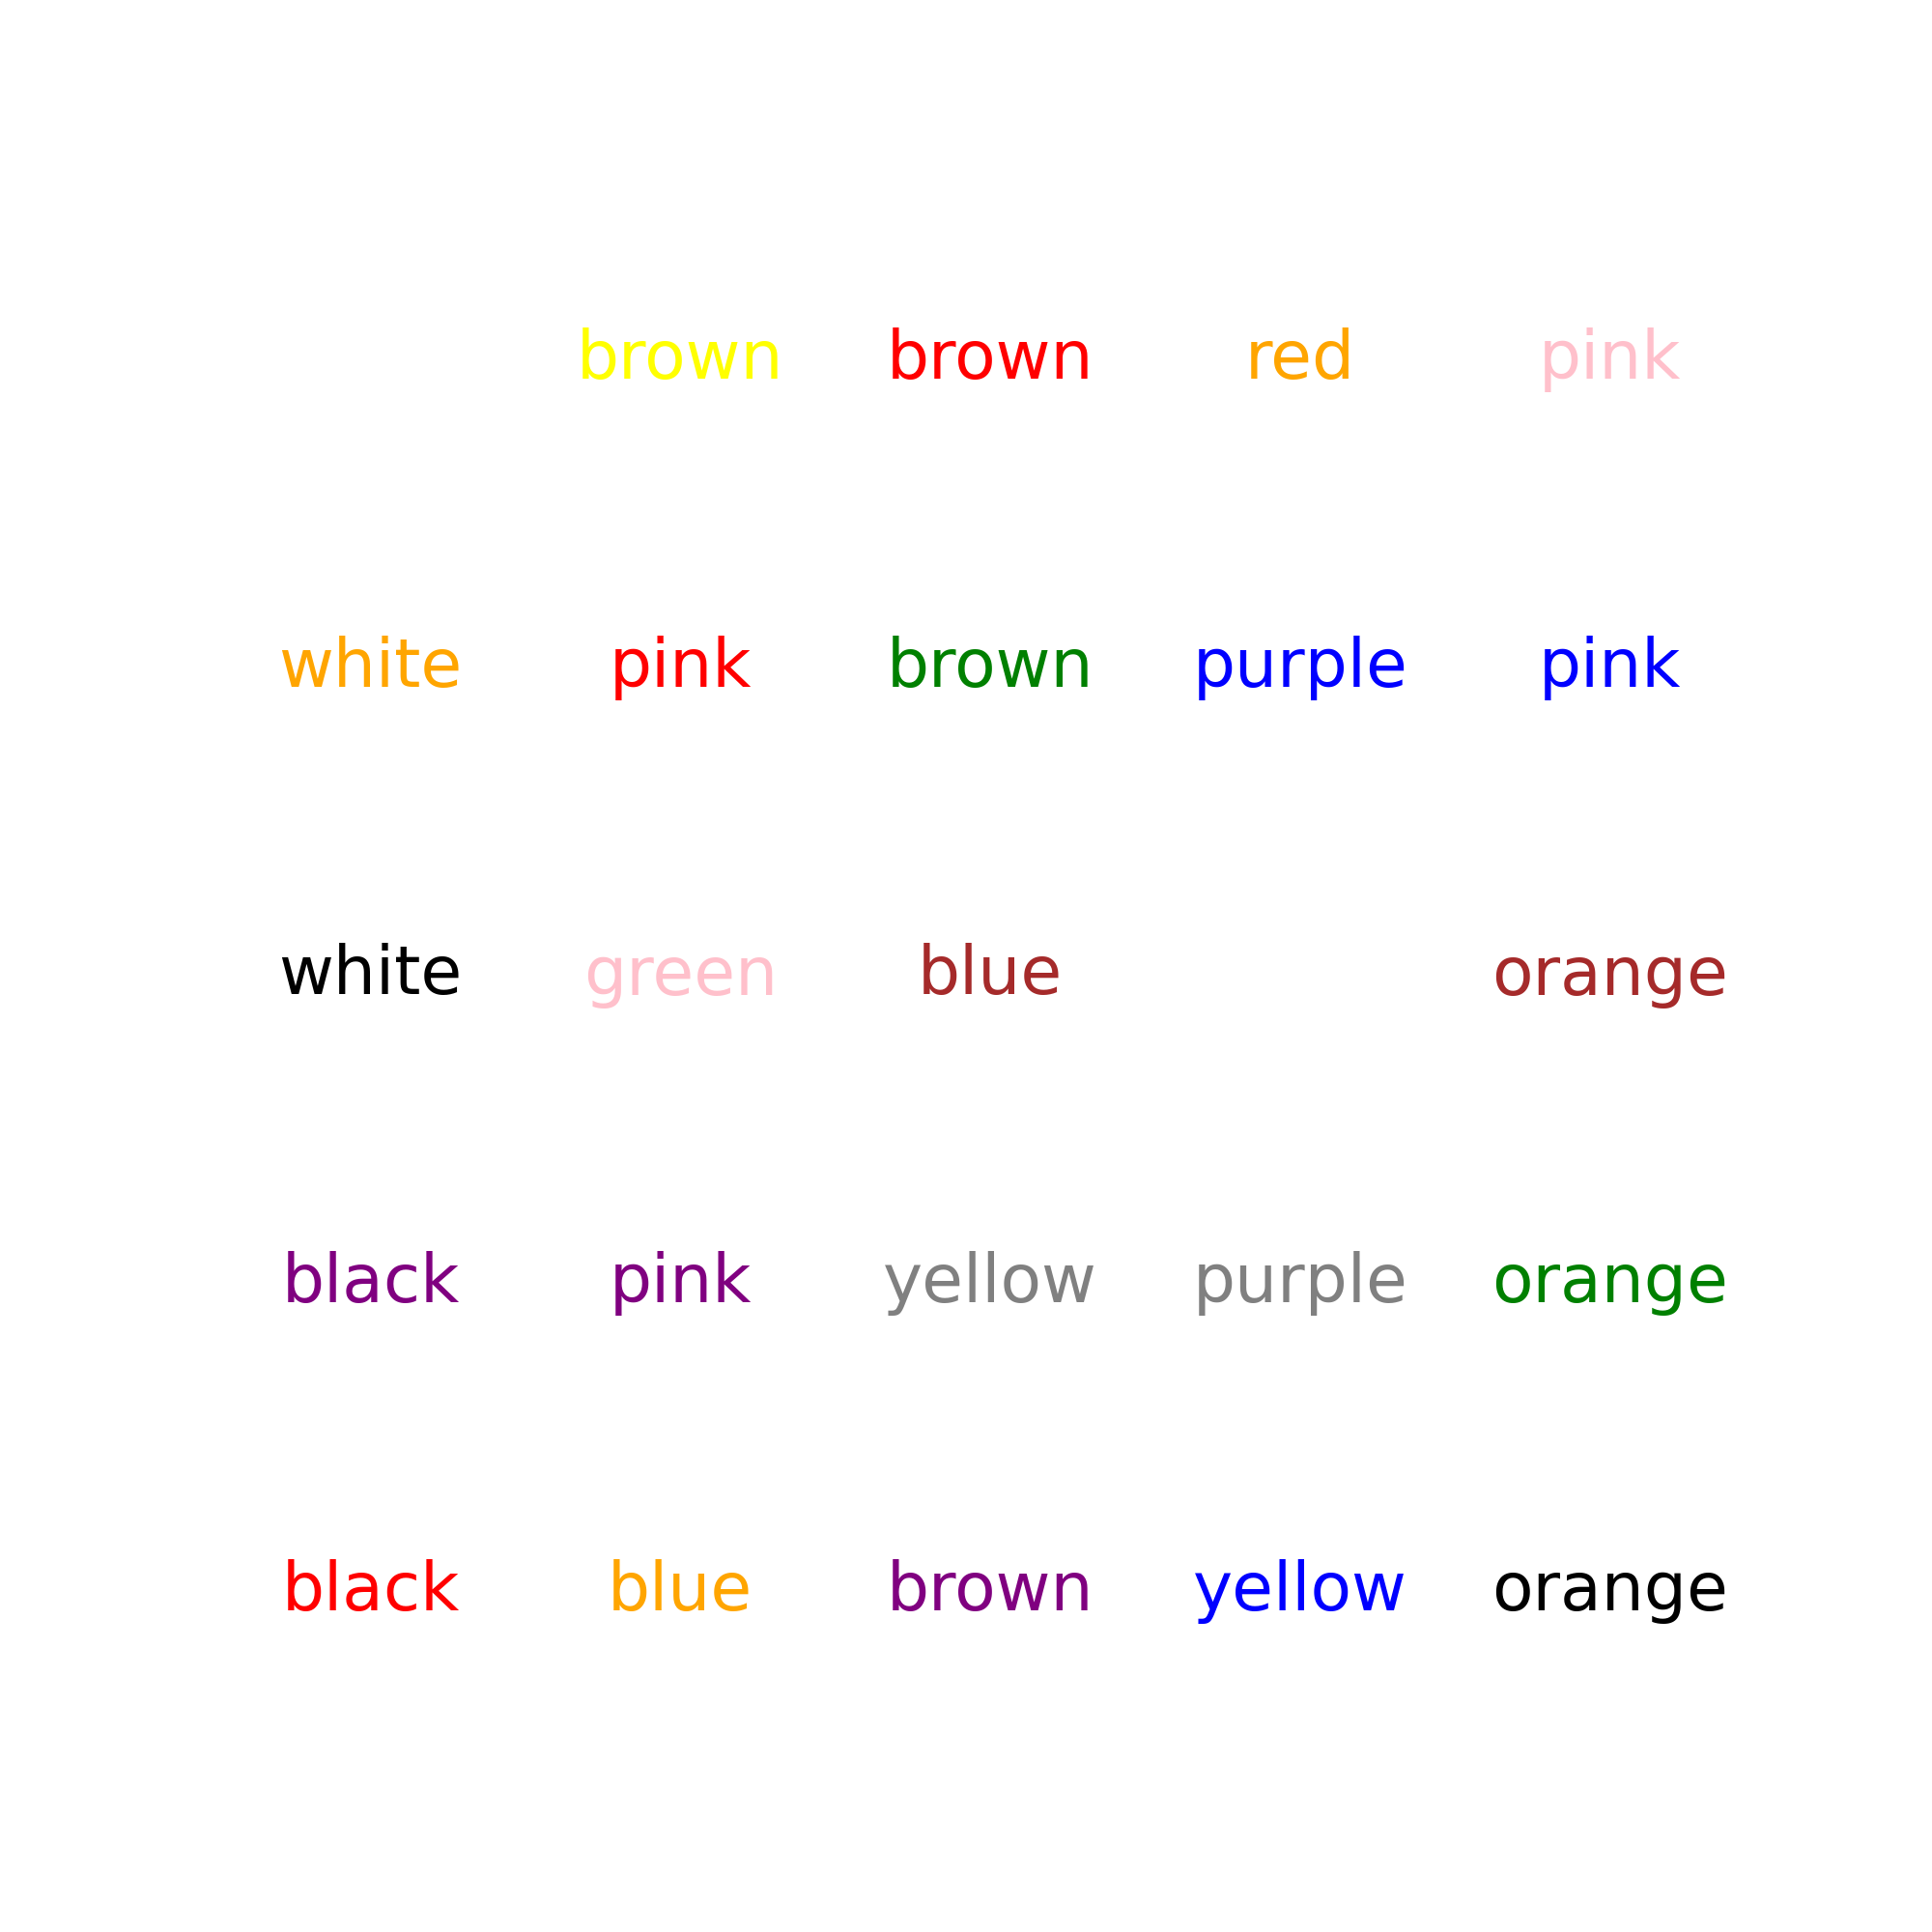 brown brown red pink
white pink brown purple pink
white green blue orange
black pink yellow purple orange
black blue brown yellow orange